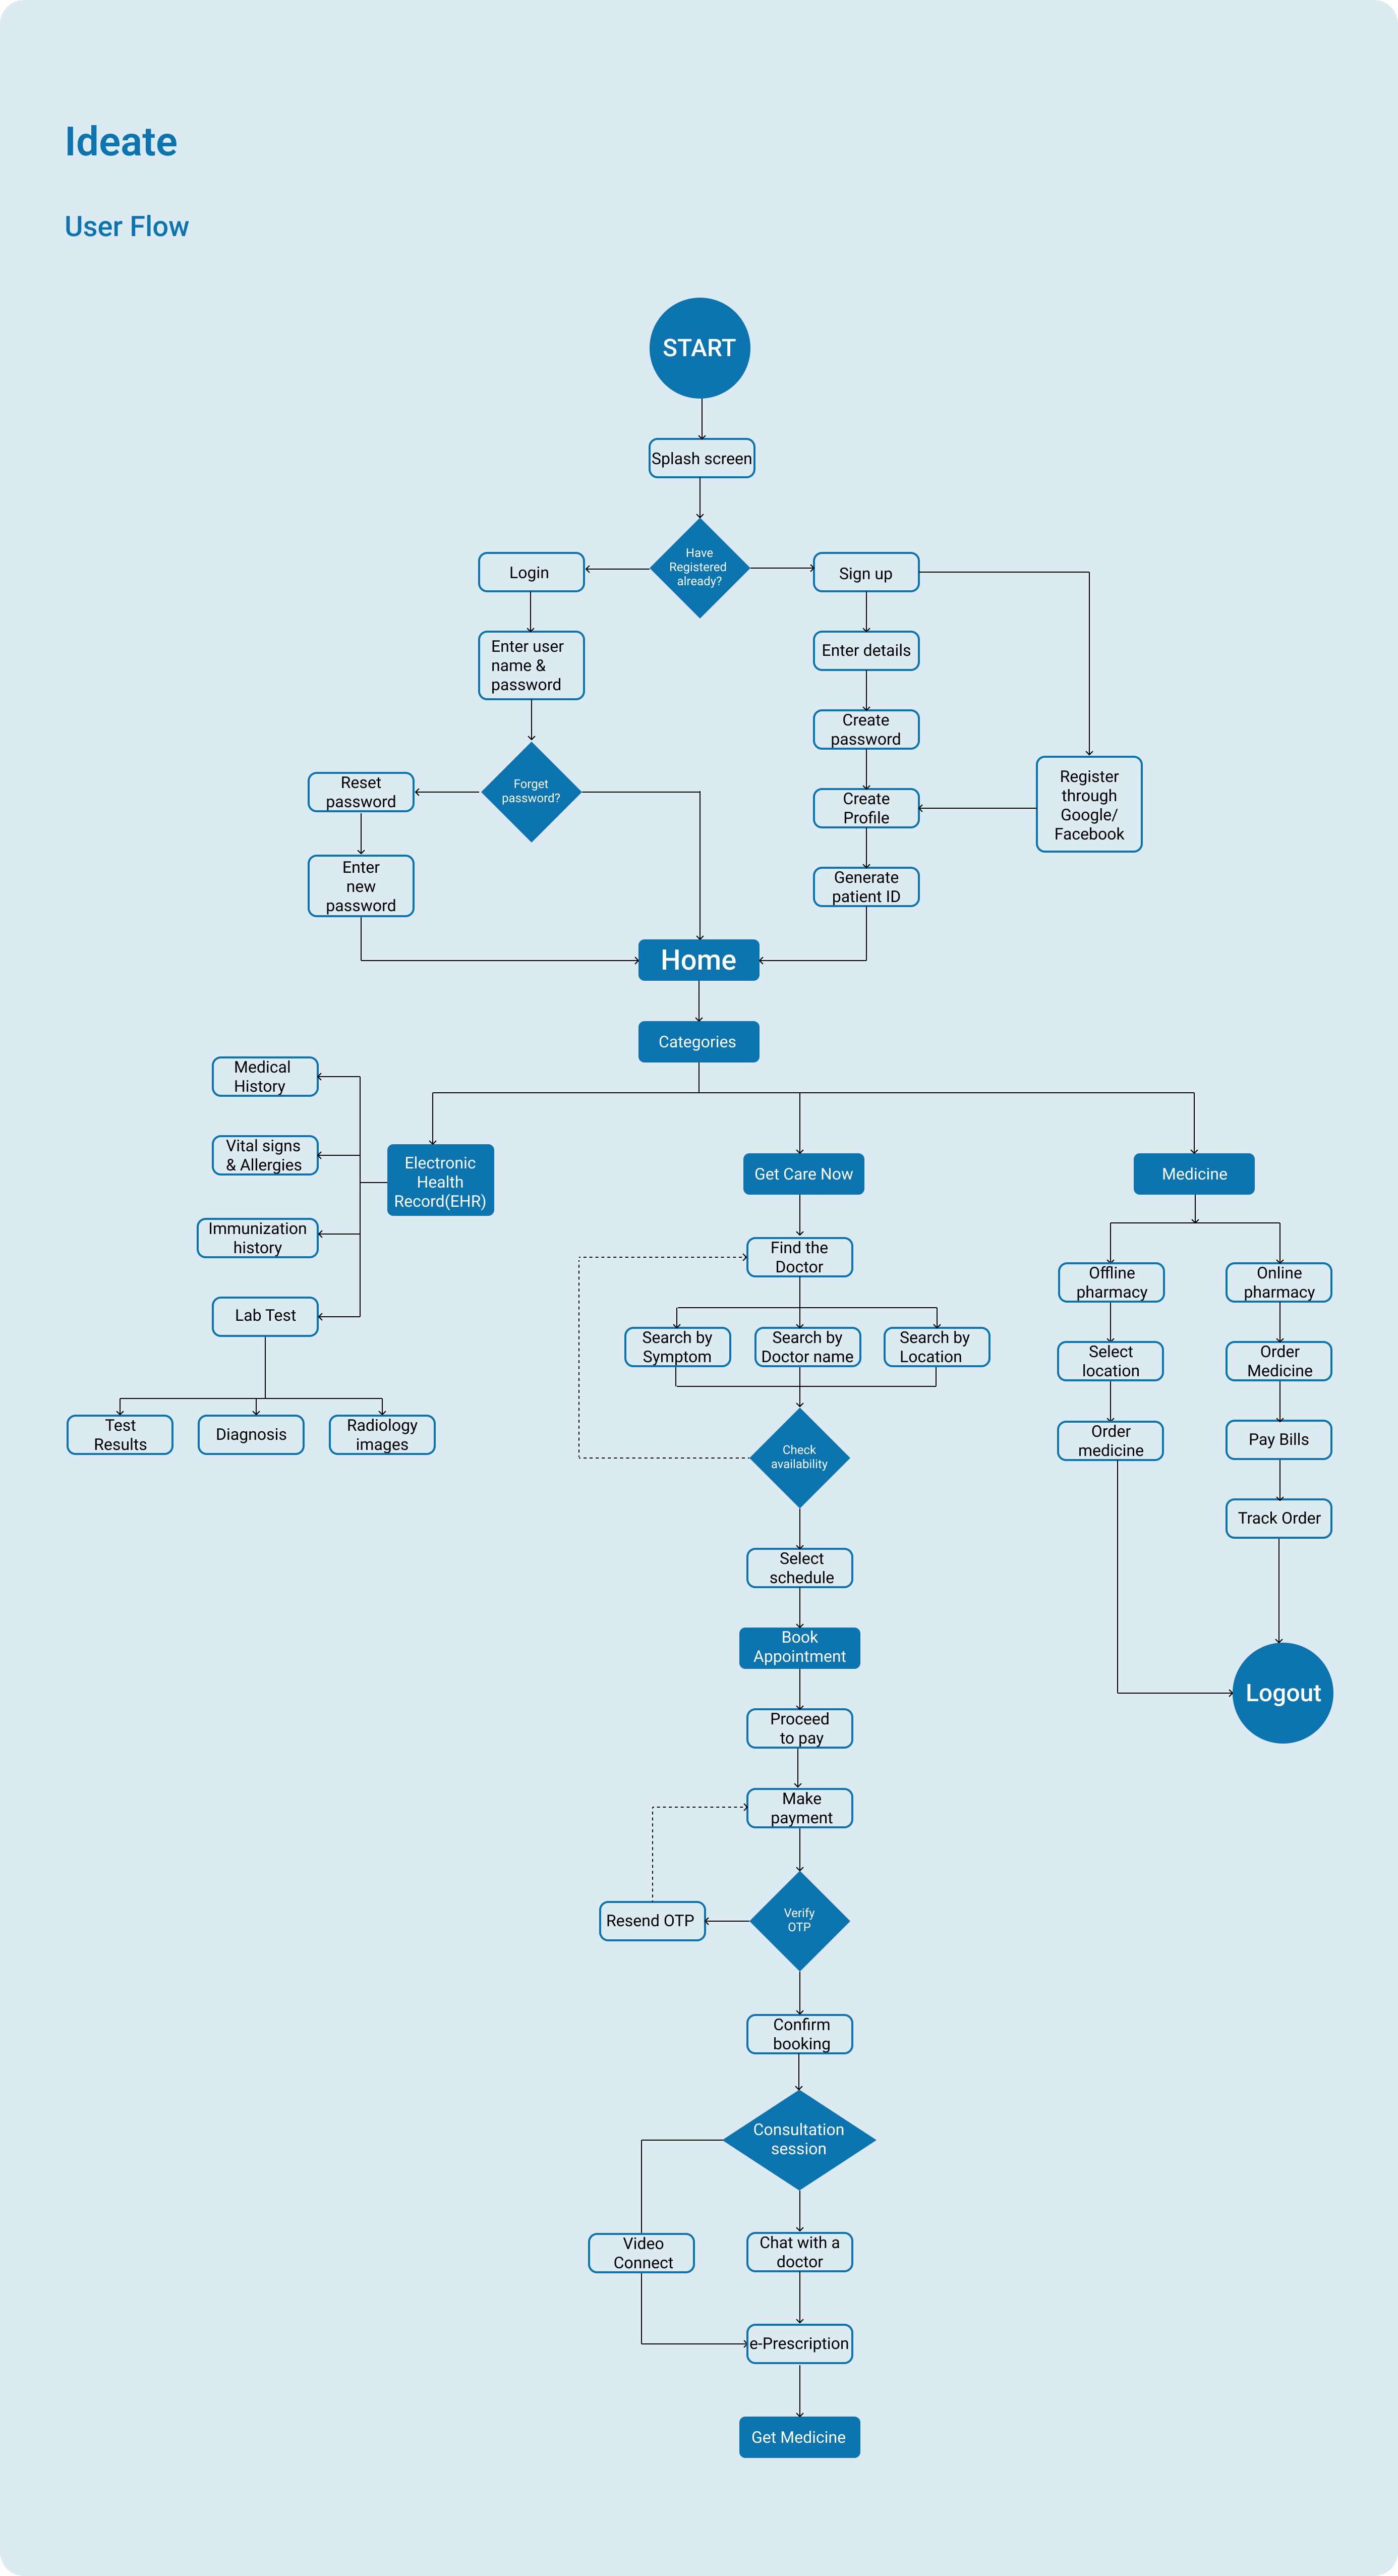 Ideate
User Flow
START
Splash screen
Have
Registered
already?
Login
Sign up
Enter user
name &
password
Enter details
Create
password
Forget
password?
Reset
password
Create
Profile
Register
through
Google/
Facebook
Enter
new
password
Generate
patient ID
Home
Categories
Medical
History
Vital signs
& Allergies
Immunization
history
Lab Test
Electronic
Health
Record(EHR)
Test
Results
Diagnosis
Radiology
images
Get Care Now
Find the
Doctor
Search by
Symptom
Search by
Doctor name
Search by
Location
Check
availability
Select
schedule
Book
Appointment
Proceed
to pay
Make
payment
Verify
OTP
Resend OTP
Confirm
booking
Consultation
session
Video
Connect
Chat with a
doctor
e-Prescription
Get Medicine
Medicine
Offline
pharmacy
Select
location
Order
medicine
Online
pharmacy
Order
Medicine
Pay Bills
Track Order
Logout